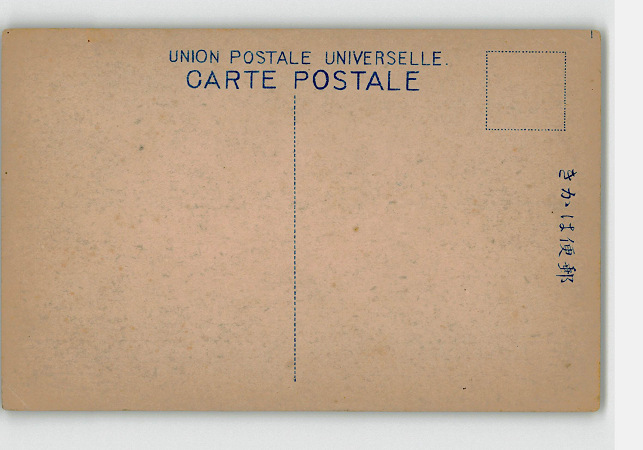 UNION POSTALE UNIVERSELLE.
CARTE POSTALE
きかは便郵